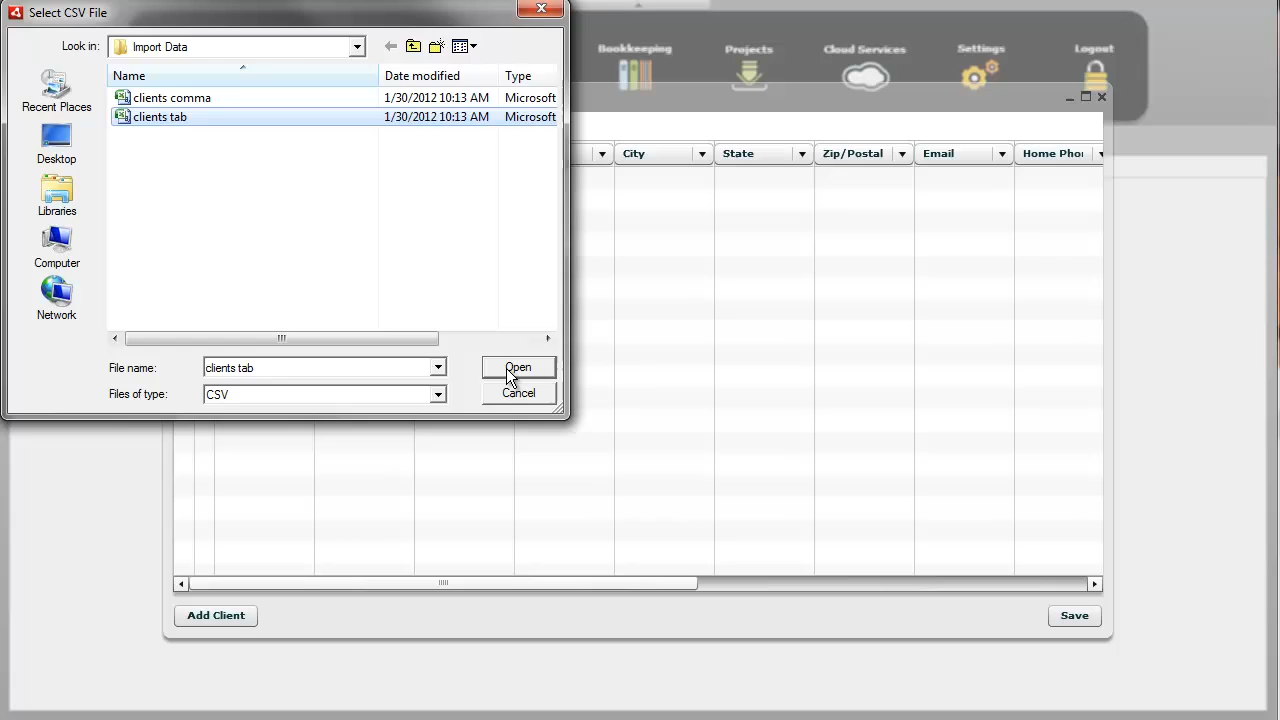 Select CSV File
Look in: Import Data
Bookkeeping Projects Cloud Services Settings Logout
Name Date modified Type
clients comma 1/30/2012 10:13 AM Microsoft
clients tab 1/30/2012 10:13 AM Microsoft
Recent Places
Desktop
Libraries
Computer
Network
File name: clients tab Open
Files of type: CSV Cancel
City State Zip/Postal Email Home Phor
Add Client Save